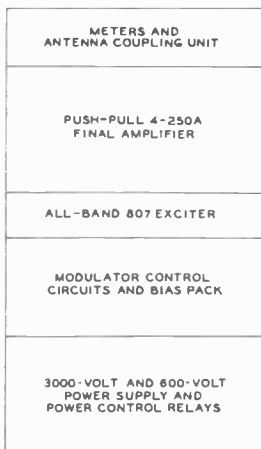 METERS AND
ANTENNA COUPLING UNIT
PUSH-PULL 4-250A
FINAL AMPLIFIER
ALL-BAND 807 EXCITER
MODULATOR CONTROL
CIRCUITS AND BIAS PACK
3000-VOLT AND 600-VOLT
POWER SUPPLY AND
POWER CONTROL RELAYS